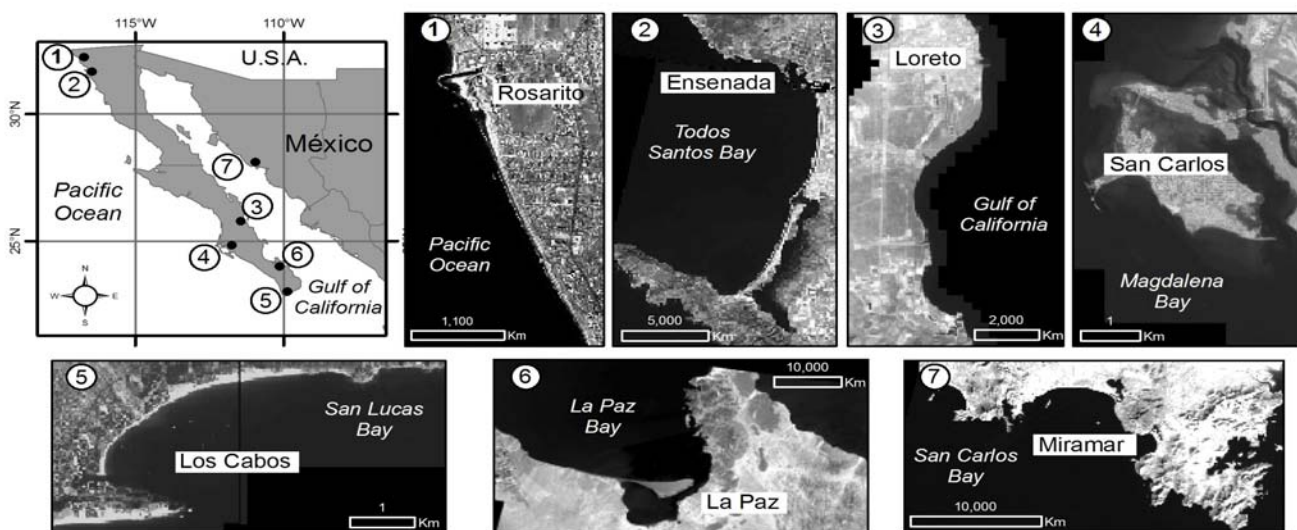 115°W
110°W
U.S.A.
1
2
30°N
México
7
Pacific
Ocean
3
25°N
4
6
5
Gulf of
California
N
W
E
S
1
Rosarito
Pacific
Ocean
1,100
Km
2
Ensenada
Todos
Santos Bay
5,000
Km
3
Loreto
Gulf of
California
2,000
Km
4
San Carlos
Magdalena
Bay
1
Km
5
San Lucas
Bay
Los Cabos
1
Km
6
10,000
Km
La Paz
Bay
La Paz
7
Miramar
San Carlos
Bay
10,000
Km